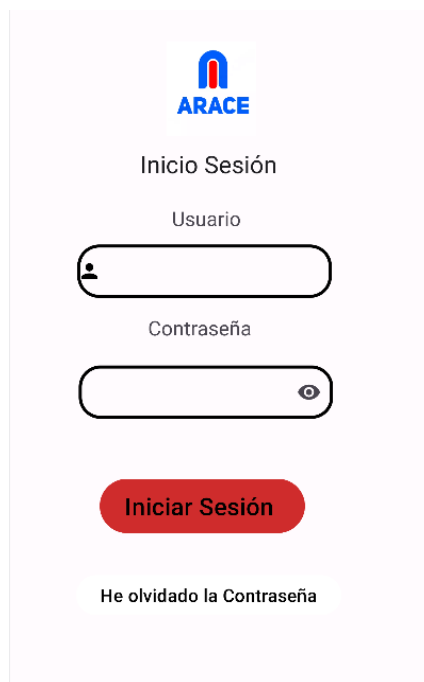 ARACE
Inicio Sesión
Usuario
Contraseña
Iniciar Sesión
He olvidado la Contraseña